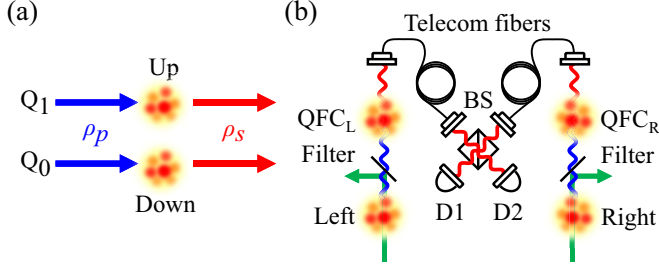 (a)
Up
Q1
ρp
ρs
Q0
Down
(b)
Telecom fibers
BS
QFCL
QFCR
Filter
Filter
Left
D1
D2
Right